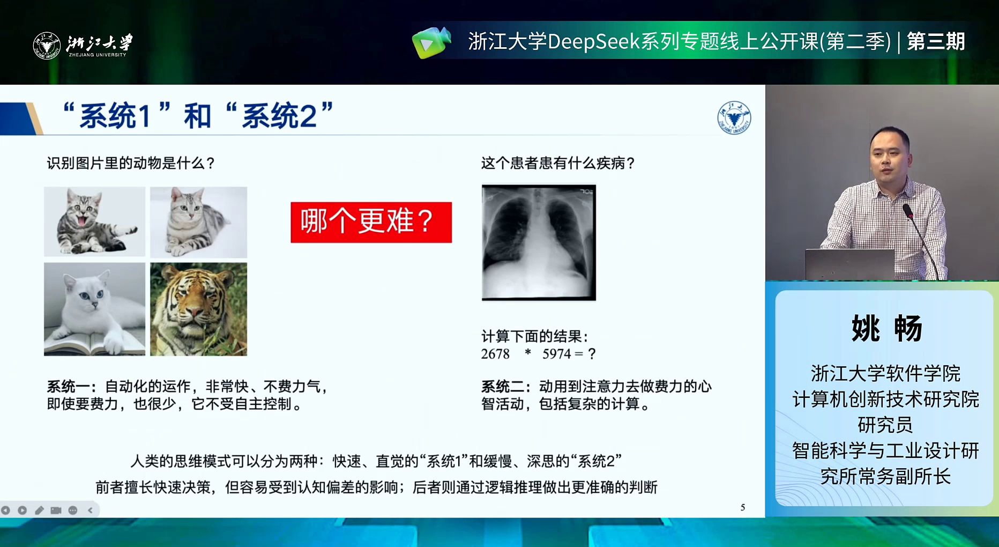 浙江大学
ZHEJIANG UNIVERSITY
浙江大学DeepSeek系列专题线上公开课(第二季) | 第三期
“系统1”和“系统2”
识别图片里的动物是什么？
哪个更难？
这个患者患有什么疾病？
计算下面的结果：
2678 * 5974 = ？
系统一：自动化的运作，非常快、不费力气，
即使要费力，也很少，它不受自主控制。
系统二：动用到注意力去做费力的心
智活动，包括复杂的计算。
人类的思维模式可以分为两种：快速、直觉的“系统1”和缓慢、深思的“系统2”
前者擅长快速决策，但容易受到认知偏差的影响；后者则通过逻辑推理做出更准确的判断
5
姚 畅
浙江大学软件学院
计算机创新技术研究院
研究员
智能科学与工业设计研
究所常务副所长